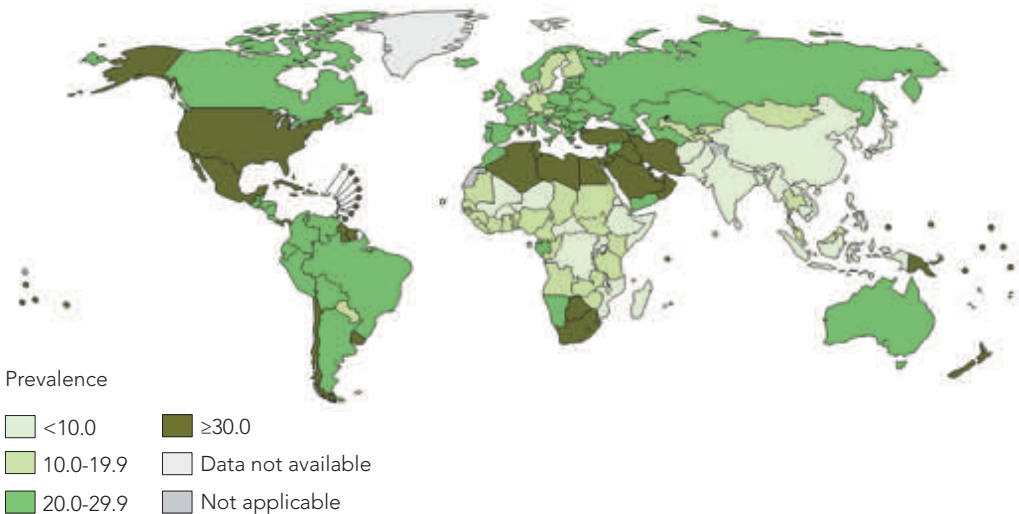 Prevalence
<10.0
≥30.0
10.0-19.9
Data not available
20.0-29.9
Not applicable